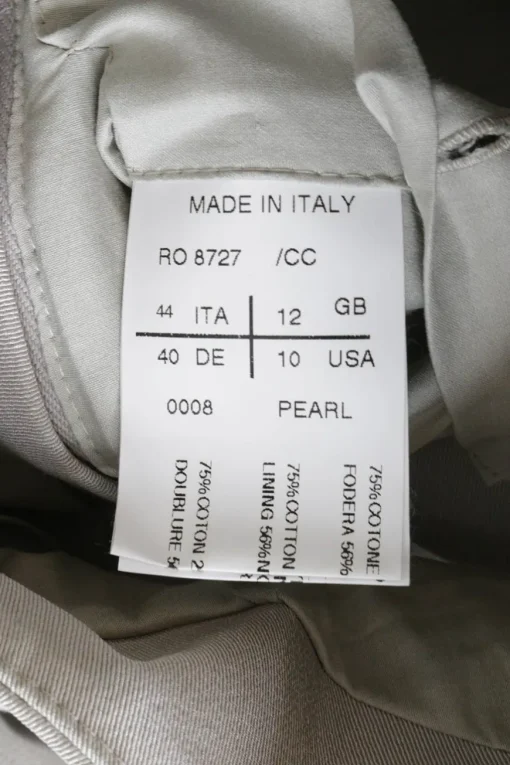 MADE IN ITALY
RO 8727 /CC
44 ITA 12 GB
40 DE 10 USA
0008 PEARL
75% COTONE
FODERA 56%
75% COTTON
LINING 56%
75% COTON 2
DOUBLURE